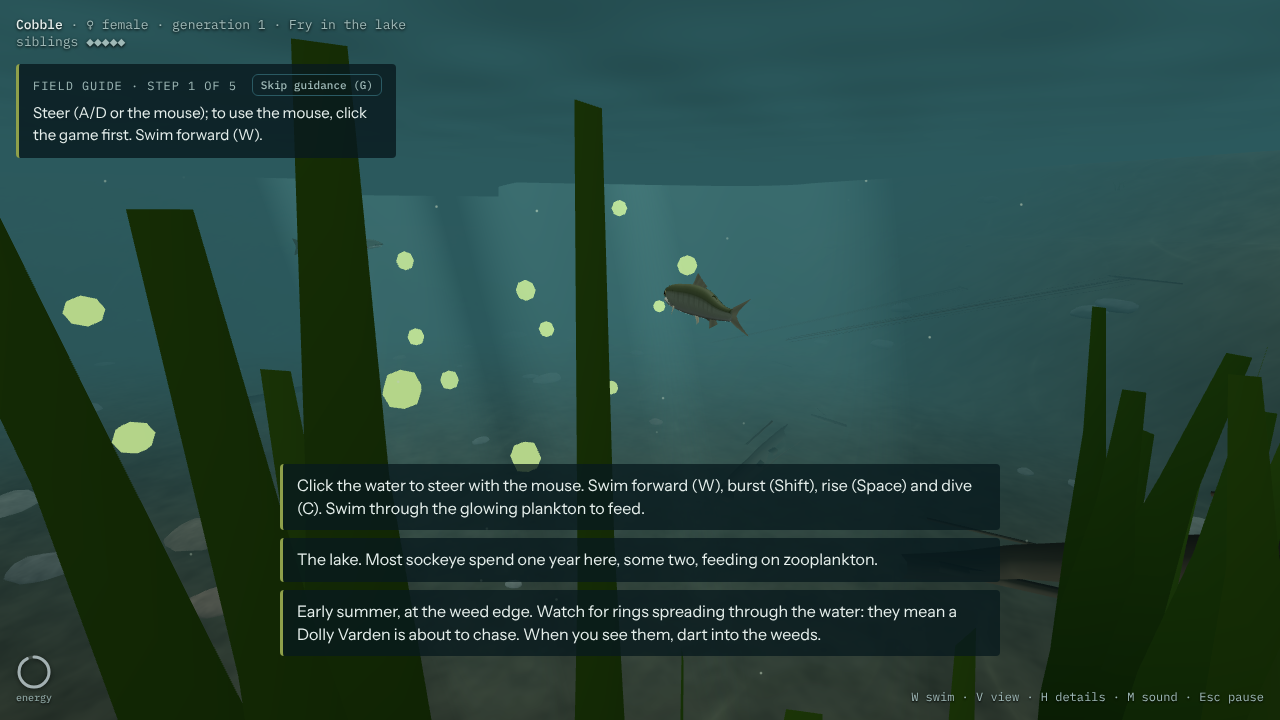 Cobble · ♀ female · generation 1 · Fry in the lake
siblings ◆◆◆◆◆
FIELD GUIDE · STEP 1 OF 5
Skip guidance (G)
Steer (A/D or the mouse); to use the mouse, click
the game first. Swim forward (W).
Click the water to steer with the mouse. Swim forward (W), burst (Shift), rise (Space) and dive
(C). Swim through the glowing plankton to feed.
The lake. Most sockeye spend one year here, some two, feeding on zooplankton.
Early summer, at the weed edge. Watch for rings spreading through the water: they mean a
Dolly Varden is about to chase. When you see them, dart into the weeds.
energy
W swim · V view · H details · M sound · Esc pause